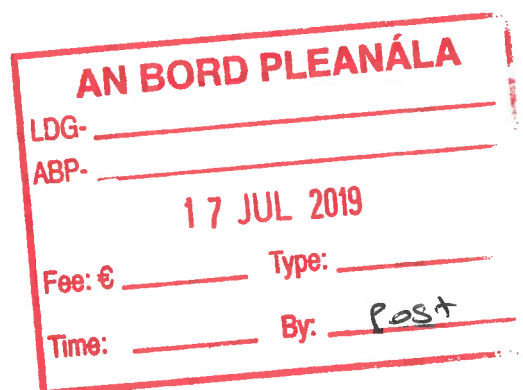 AN BORD PLEANÁLA
LDG-
ABP-
17 JUL 2019
Fee: € Type:
Time: By: Post